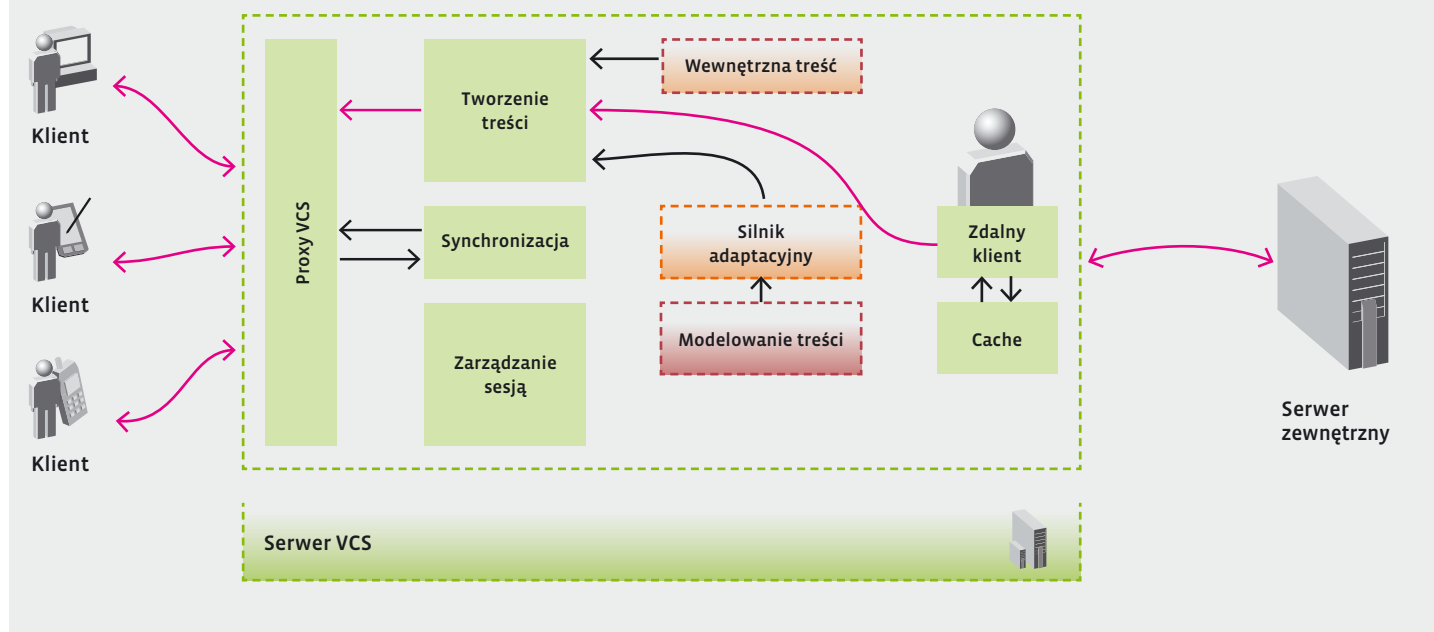 Klient
Klient
Klient
Proxy VCS
Tworzenie
treści
Synchronizacja
Zarządzanie
sesją
Wewnętrzna treść
Silnik
adaptacyjny
Modelowanie treści
Zdalny
klient
Cache
Serwer
zewnętrzny
Serwer VCS